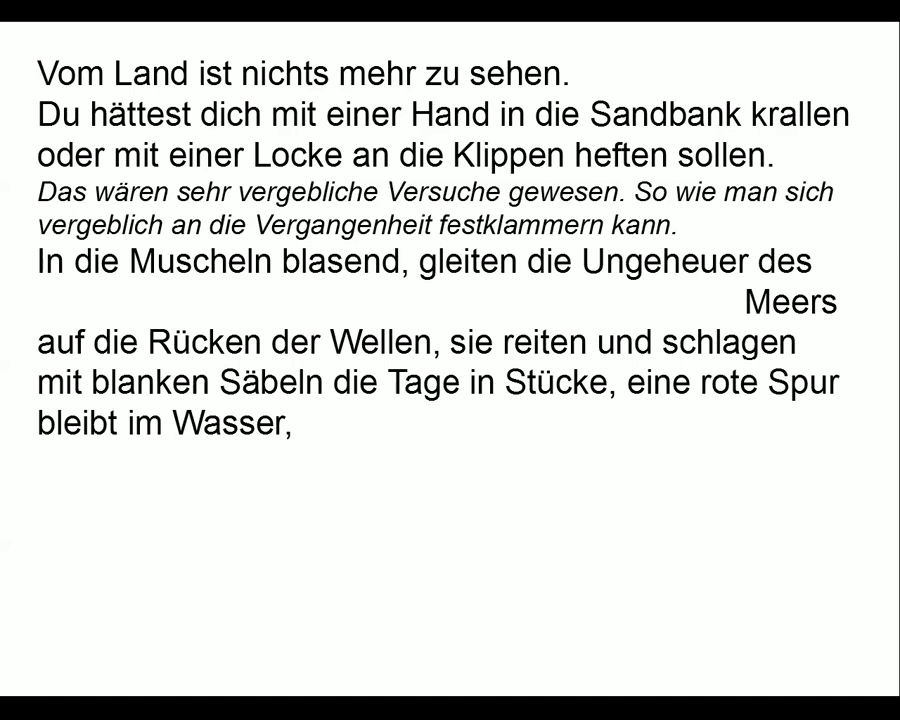 Vom Land ist nichts mehr zu sehen.
Du hättest dich mit einer Hand in die Sandbank krallen
oder mit einer Locke an die Klippen heften sollen.
Das wären sehr vergebliche Versuche gewesen. So wie man sich
vergeblich an die Vergangenheit festklammern kann.
In die Muscheln blasend, gleiten die Ungeheuer des
Meers
auf die Rücken der Wellen, sie reiten und schlagen
mit blanken Säbeln die Tage in Stücke, eine rote Spur
bleibt im Wasser,